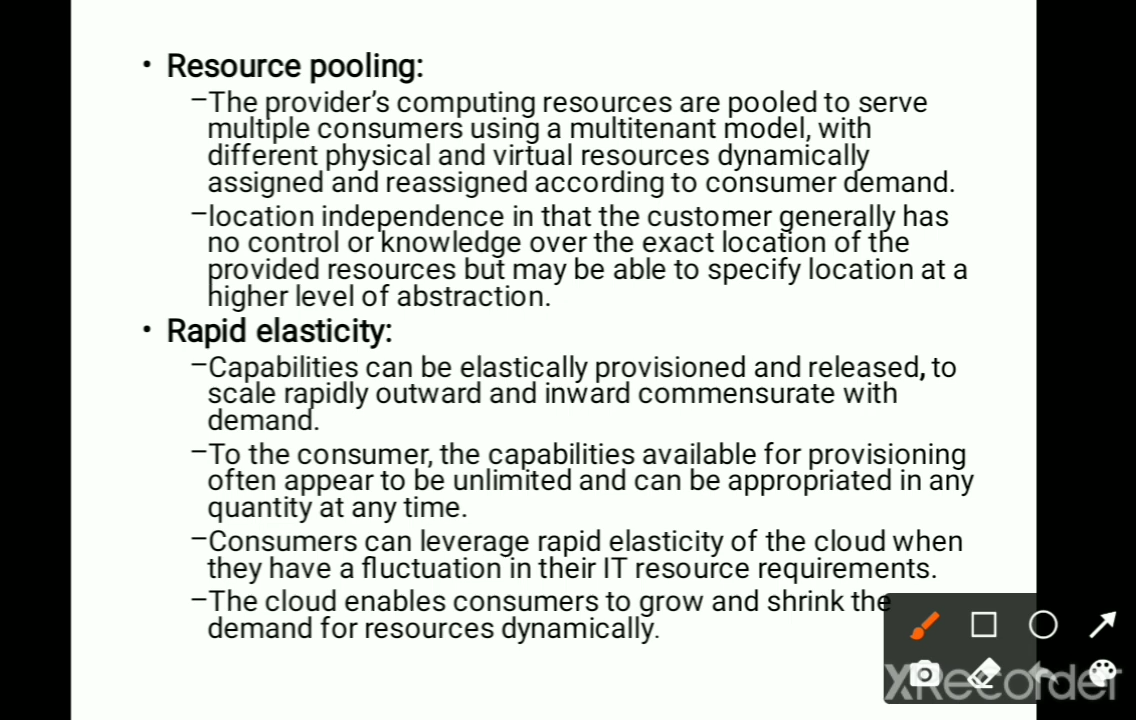 • Resource pooling:
–The provider's computing resources are pooled to serve
multiple consumers using a multitenant model, with
different physical and virtual resources dynamically
assigned and reassigned according to consumer demand.
–location independence in that the customer generally has
no control or knowledge over the exact location of the
provided resources but may be able to specify location at a
higher level of abstraction.
• Rapid elasticity:
–Capabilities can be elastically provisioned and released, to
scale rapidly outward and inward commensurate with
demand.
–To the consumer, the capabilities available for provisioning
often appear to be unlimited and can be appropriated in any
quantity at any time.
–Consumers can leverage rapid elasticity of the cloud when
they have a fluctuation in their IT resource requirements.
–The cloud enables consumers to grow and shrink the
demand for resources dynamically.
XRecorder